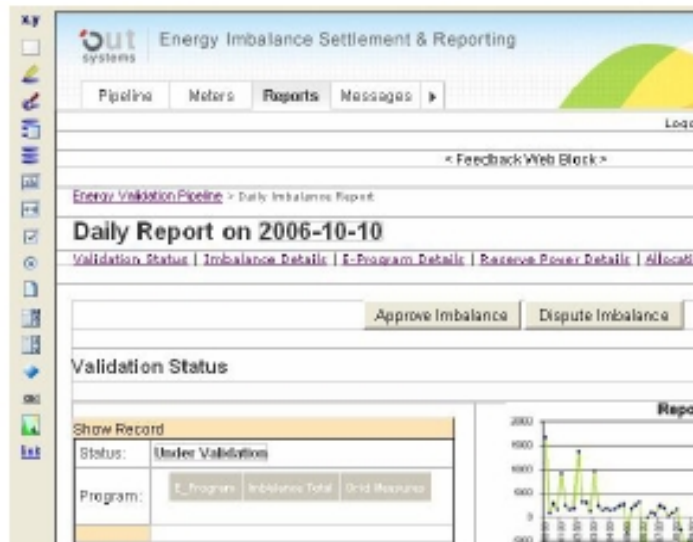 x.y
Out systems
Energy Imbalance Settlement & Reporting
Pipeline Meters Reports Messages
< Feedback Web Block >
Energy Validation Pipeline > Daily Imbalance Report
Daily Report on 2006-10-10
Validation Status | Imbalance Details | E-Program Details | Reserve Power Details |
Approve Imbalance Dispute Imbalance
Validation Status
Show Record
Status: Under Validation
Program: E_Program Imbalance Total Grid Measures
link